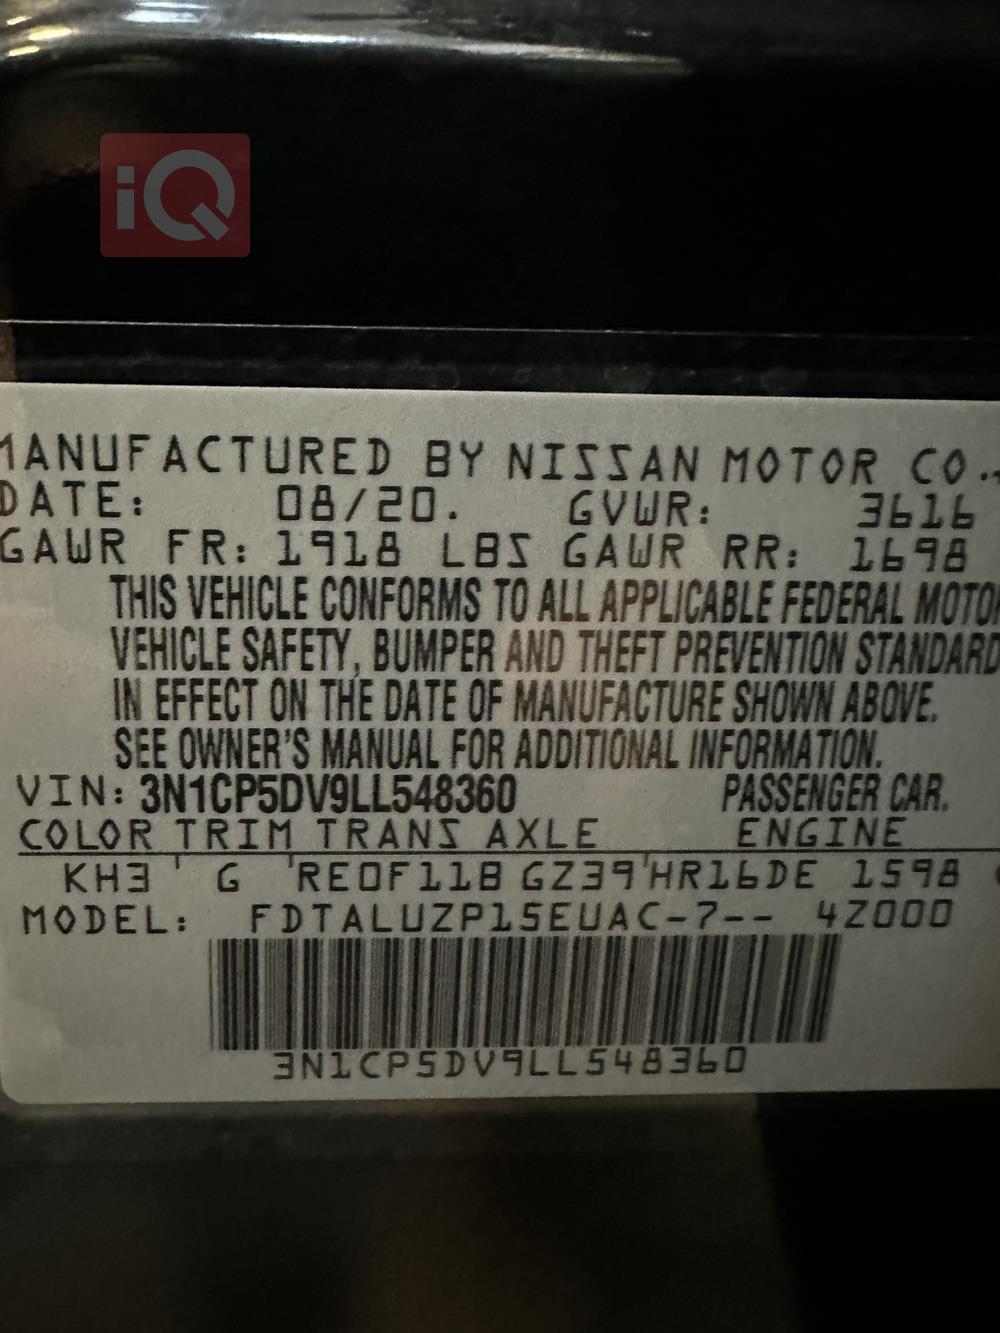 iQ
MANUFACTURED BY NISSAN MOTOR CO.
DATE: 08/20. GVWR: 3616
GAWR FR: 1918 LBS GAWR RR: 1698
THIS VEHICLE CONFORMS TO ALL APPLICABLE FEDERAL MOTO
VEHICLE SAFETY, BUMPER AND THEFT PREVENTION STANDARD
IN EFFECT ON THE DATE OF MANUFACTURE SHOWN ABOVE.
SEE OWNER'S MANUAL FOR ADDITIONAL INFORMATION.
VIN: 3N1CP5DV9LL548360 PASSENGER CAR.
COLOR TRIM TRANS AXLE ENGINE
KH3 ' G 'RE0F11B GZ39'HR16DE 1598
MODEL: FDTALUZP15EUAC-7-- 4Z000
3N1CP5DV9LL548360